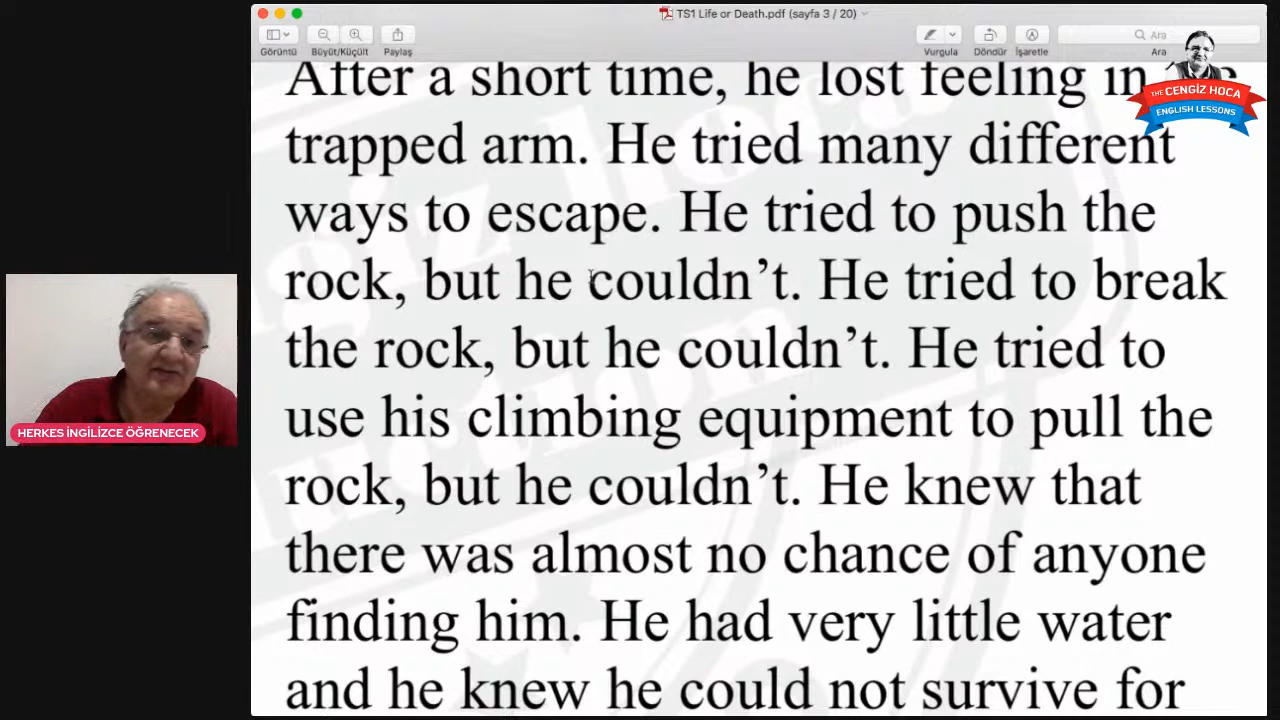 TS1 Life or Death.pdf (sayfa 3 / 20)
Görüntü
Büyüt/Küçült
Paylaş
Vurgula
Döndür
İşaretle
Ara
Ara
THE CENGİZ HOCA
ENGLISH LESSONS
After a short time, he lost feeling in
trapped arm. He tried many different
ways to escape. He tried to push the
rock, but he couldn’t. He tried to break
the rock, but he couldn’t. He tried to
use his climbing equipment to pull the
rock, but he couldn’t. He knew that
there was almost no chance of anyone
finding him. He had very little water
and he knew he could not survive for
HERKES İNGİLİZCE ÖĞRENECEK